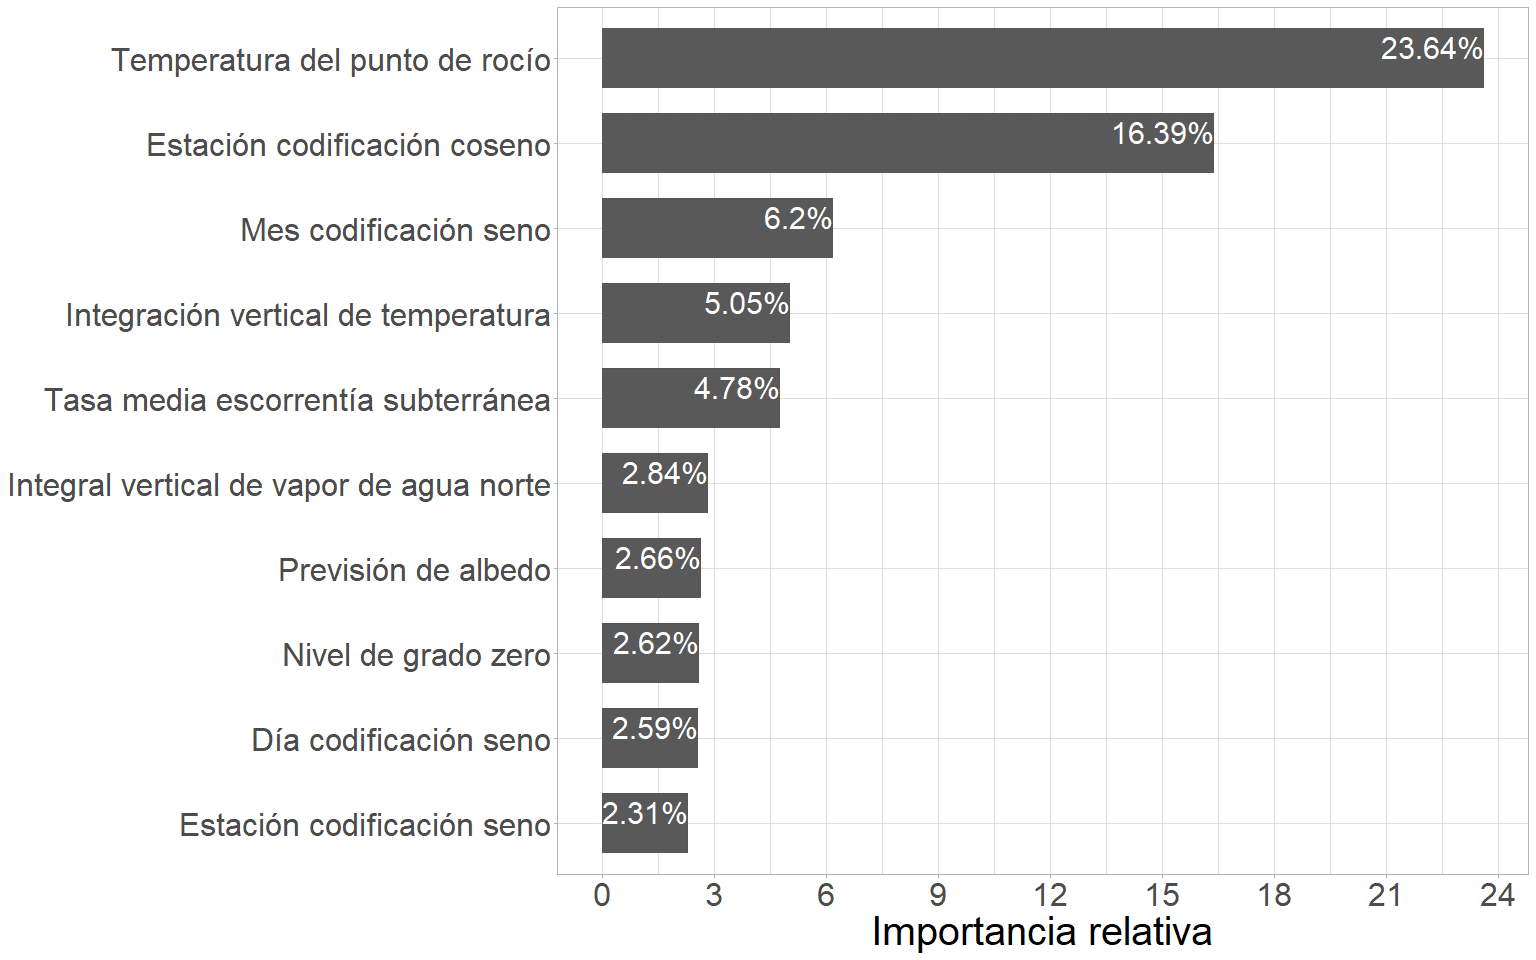 Temperatura del punto de rocío
23.64%
Estación codificación coseno
16.39%
Mes codificación seno
6.2%
Integración vertical de temperatura
5.05%
Tasa media escorrentía subterránea
4.78%
Integral vertical de vapor de agua norte
2.84%
Previsión de albedo
2.66%
Nivel de grado zero
2.62%
Día codificación seno
2.59%
Estación codificación seno
2.31%
0 3 6 9 12 15 18 21 24
Importancia relativa